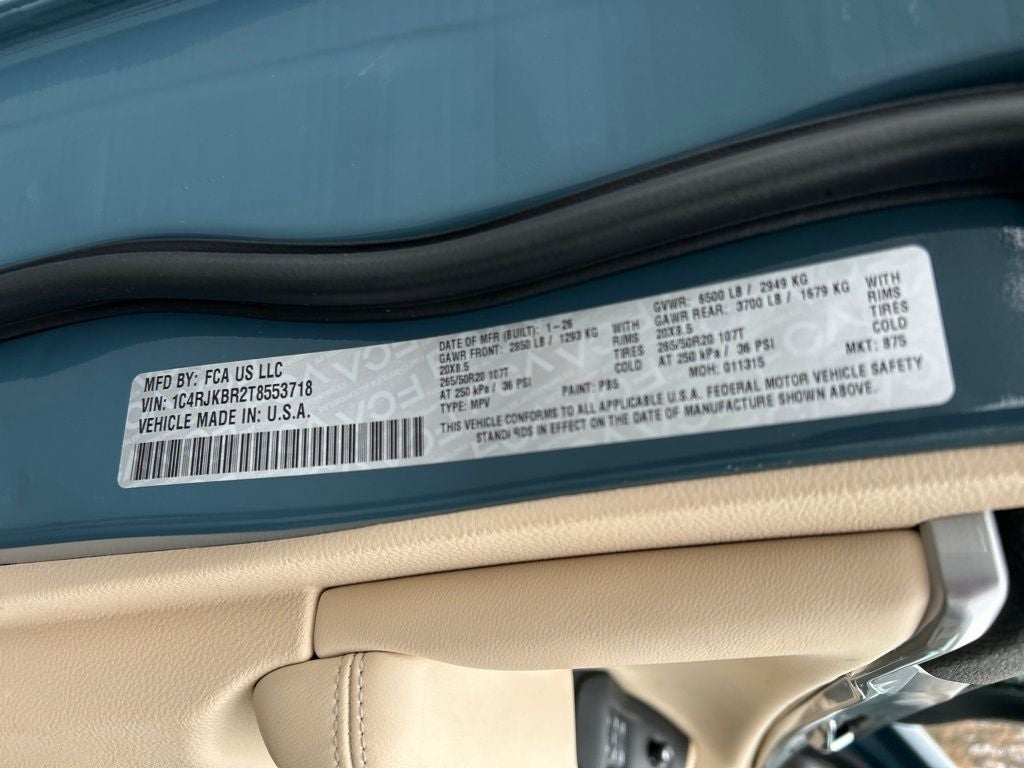 MFD BY: FCA US LLC
VIN: 1C4RJKBR2T8553718
VEHICLE MADE IN: U.S.A.
DATE OF MFR (BUILT): 1-26
GAWR FRONT: 2850 LB / 1293 KG WITH
20X8.5 RIMS
265/50R20 107T TIRES
AT 250 kPa / 36 PSI COLD
TYPE: MPV
PAINT: PBS
GVWR: 6500 LB / 2949 KG
GAWR REAR: 3700 LB / 1679 KG WITH
20X8.5 RIMS
265/50R20 107T TIRES
AT 250 kPa / 36 PSI COLD
MDH: 011315 MKT: 875
THIS VEHICLE CONFORMS TO ALL APPLICABLE U.S.A. FEDERAL MOTOR VEHICLE SAFETY
IN EFFECT ON THE DATE OF MANUFACTURE SHOWN ABOVE.